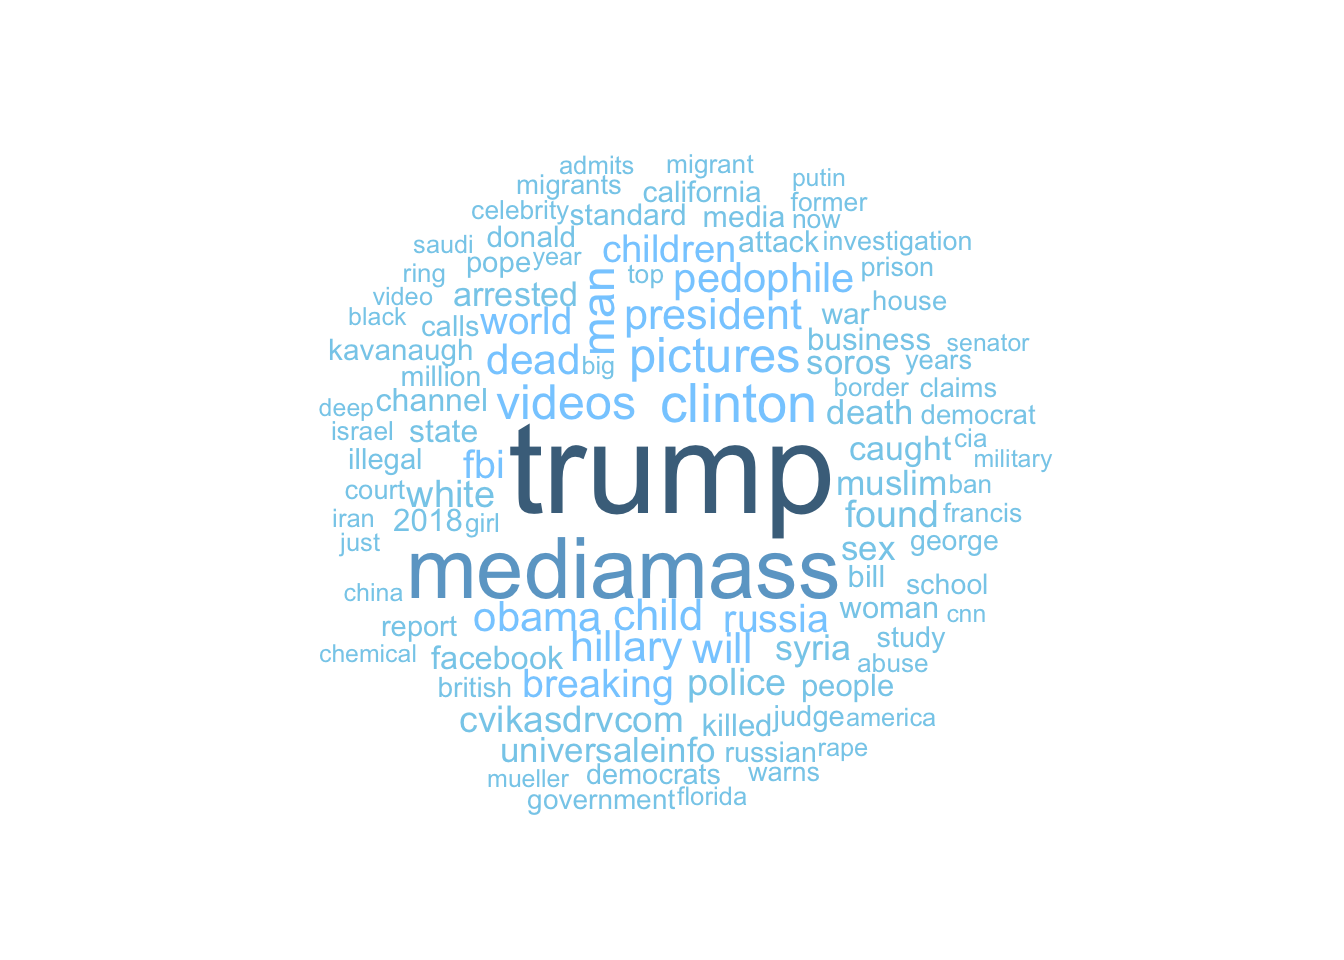 admits migrant
migrants california putin
celebrity standard media former
now
saudi donald children attack investigation
pope year
ring top pedophile prison
video arrested man house
black calls world president war
kavanaugh dead big pictures business senator
million soros years
deep channel videos clinton border claims
israel state death democrat
illegal fbi trump caught cia
military
court white muslim ban
iran 2018 girl found francis
just sex george
china mediamass bill school
report obama child russia woman cnn
chemical facebook hillary will syria study
abuse
british breaking police people
cvikasdrvcom killed judge america
universaleinfo russian rape
mueller democrats warns
government florida